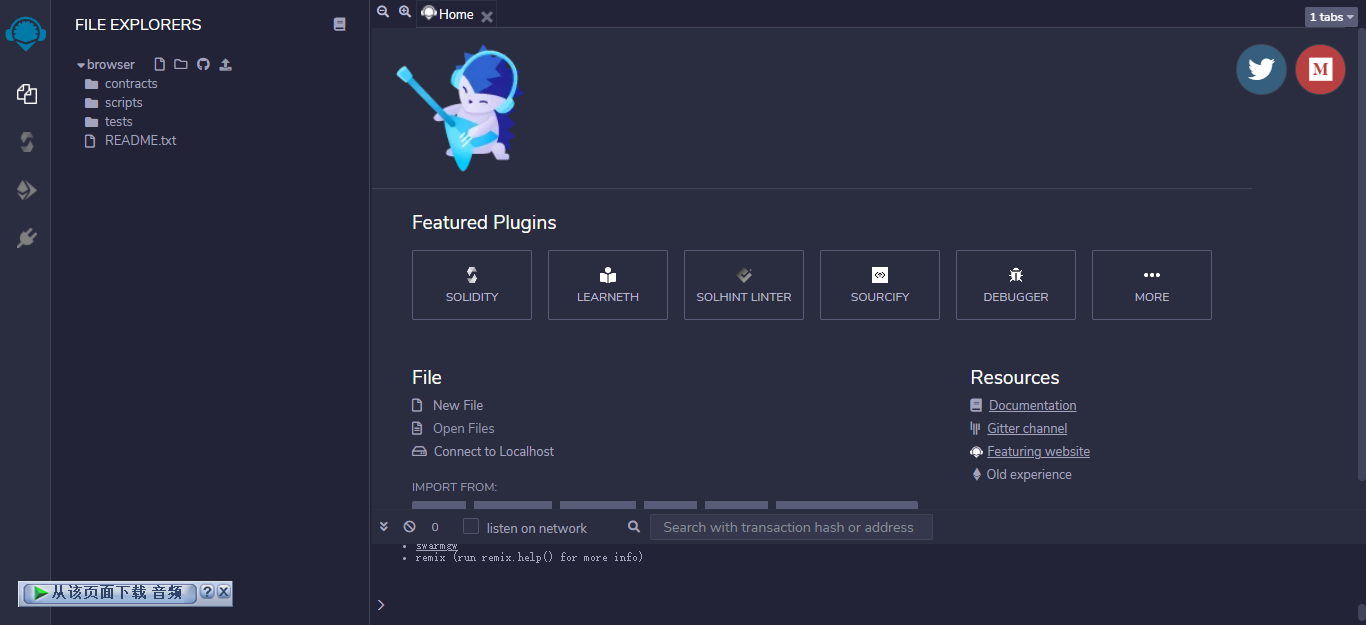 FILE EXPLORERS
browser
contracts
scripts
tests
README.txt
Home
1 tabs
M
Featured Plugins
SOLIDITY
LEARNETH
SOLHINT LINTER
SOURCIFY
DEBUGGER
MORE
File
New File
Open Files
Connect to Localhost
IMPORT FROM:
Resources
Documentation
Gitter channel
Featuring website
Old experience
0
listen on network
Search with transaction hash or address
swarmgw
remix (run remix.help() for more info)
>
从该页面下载 音频 ? X